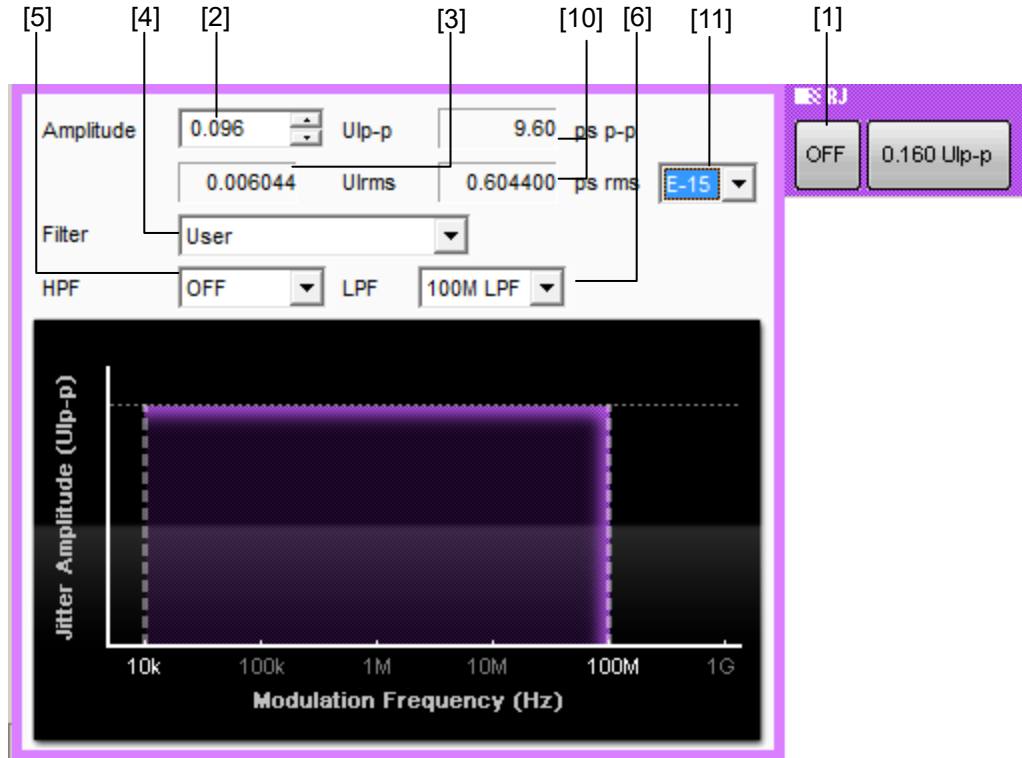 [5] [4] [2] [3] [10] [6] [11] [1]
RJ
Amplitude 0.096 UIp-p 9.60 ps p-p
OFF 0.160 UIp-p
0.006044 UIrms 0.604400 ps rms E-15
Filter User
HPF OFF LPF 100M LPF
Jitter Amplitude (UIp-p)
10k 100k 1M 10M 100M 1G
Modulation Frequency (Hz)